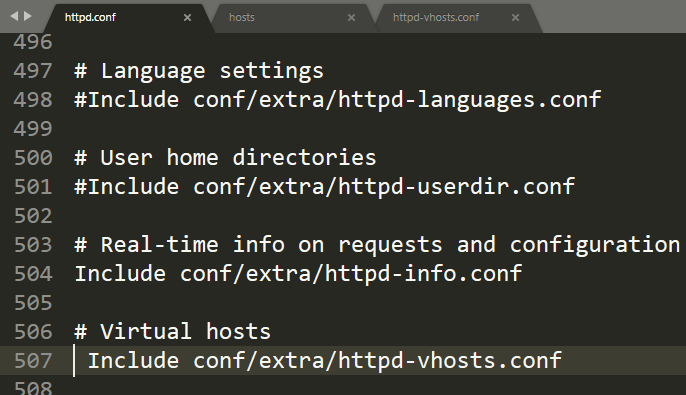 httpd.conf × hosts × httpd-vhosts.conf ×
496
497 # Language settings
498 #Include conf/extra/httpd-languages.conf
499
500 # User home directories
501 #Include conf/extra/httpd-userdir.conf
502
503 # Real-time info on requests and configuration
504 Include conf/extra/httpd-info.conf
505
506 # Virtual hosts
507  Include conf/extra/httpd-vhosts.conf
508